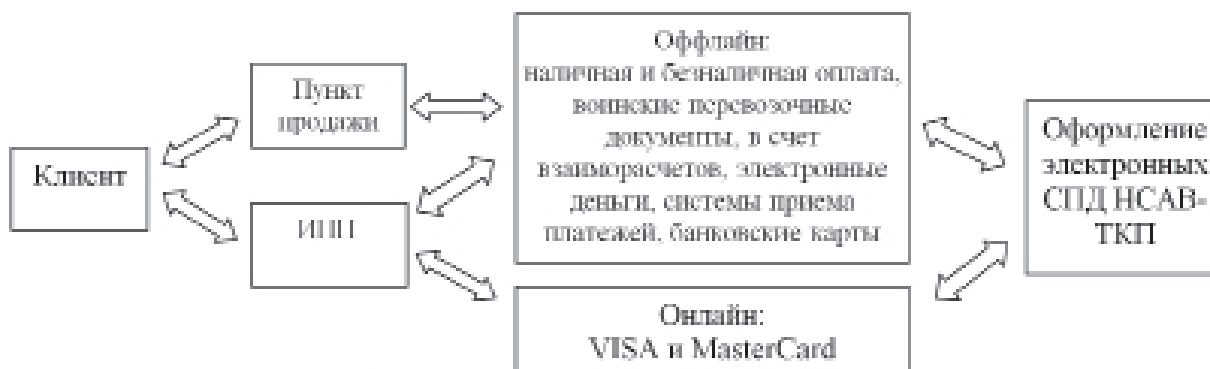 Клиент
Пункт
продажи
ИПП
Оффлайн:
наличная и безналичная оплата,
воинские перевозочные
документы, в счет
взаиморасчетов, электронные
деньги, системы приема
платежей, банковские карты
Онлайн:
VISA и MasterCard
Оформление
электронных
СПД НСАВ-
ТКП